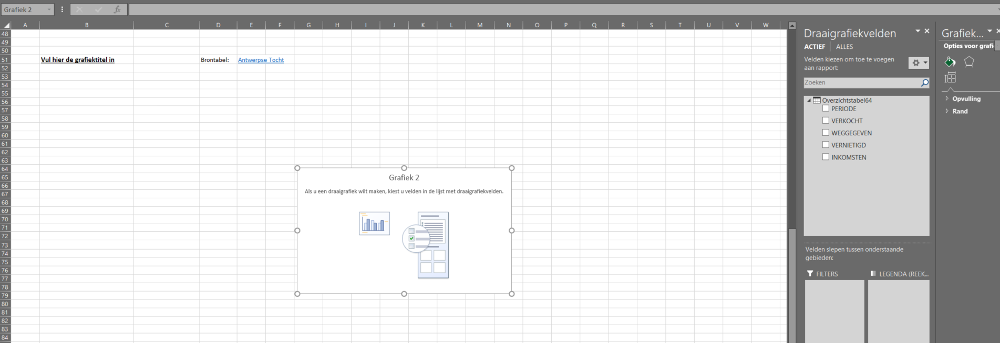 Grafiek 2
fx
A B C D E F G H I J K L M N O P Q R S T U V W
48
49
50
51 Vul hier de grafiektitel in Brontabel: Antwerpse Tocht
52
53
54
55
56
57
58
59
60
61
62
63
64
65
66
67
68
69
70
71
72
73
74
75
76
77
78
79
80
81
82
83
84
Grafiek 2
Als u een draaigrafiek wilt maken, kiest u velden in de lijst met draaigrafiekvelden.
Draaigrafiekvelden
ACTIEF ALLES
Velden kiezen om toe te voegen
aan rapport:
Zoeken
Overzichtstabel64
PERIODE
VERKOCHT
WEGGEGEVEN
VERNIETIGD
INKOMSTEN
Velden slepen tussen onderstaande
gebieden:
FILTERS LEGENDA (REEK...
Grafiek...
Opties voor grafi
Opvulling
Rand